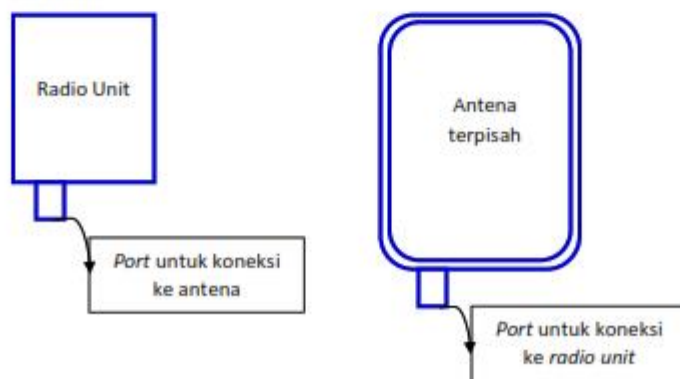 Radio Unit
Antena
terpisah
Port untuk koneksi
ke antena
Port untuk koneksi
ke radio unit